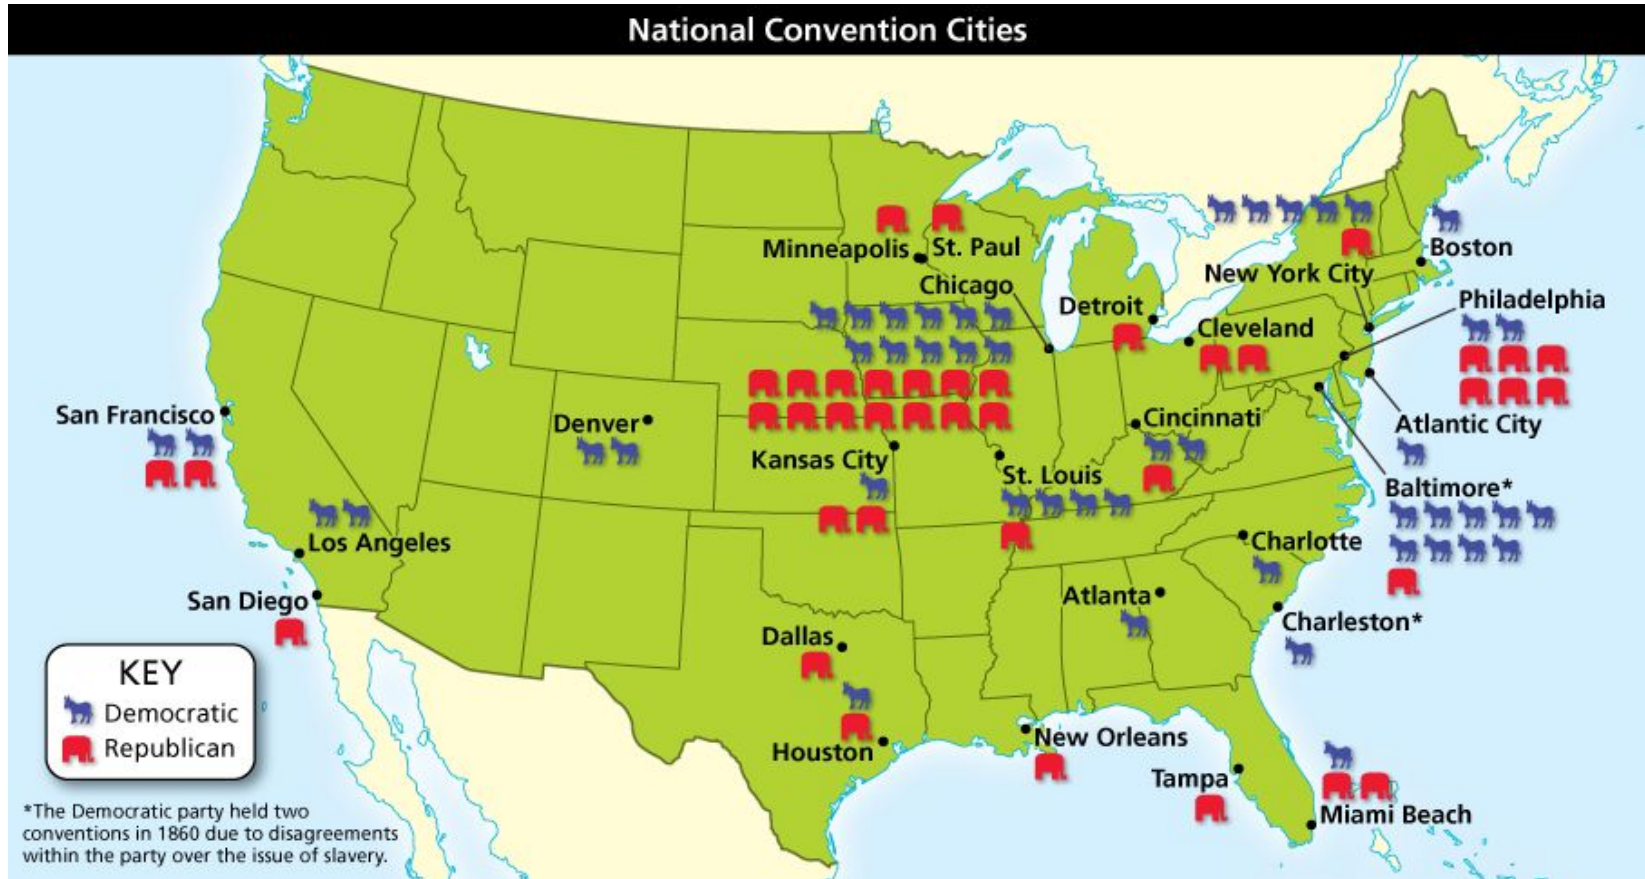 National Convention Cities
Minneapolis
St. Paul
Chicago
Detroit
Cleveland
New York City
Boston
Philadelphia
Atlantic City
Baltimore*
San Francisco
Denver
Kansas City
St. Louis
Cincinnati
Los Angeles
Charlotte
San Diego
Atlanta
Charleston*
Dallas
Houston
New Orleans
Tampa
Miami Beach
KEY
Democratic
Republican
*The Democratic party held two
conventions in 1860 due to disagreements
within the party over the issue of slavery.